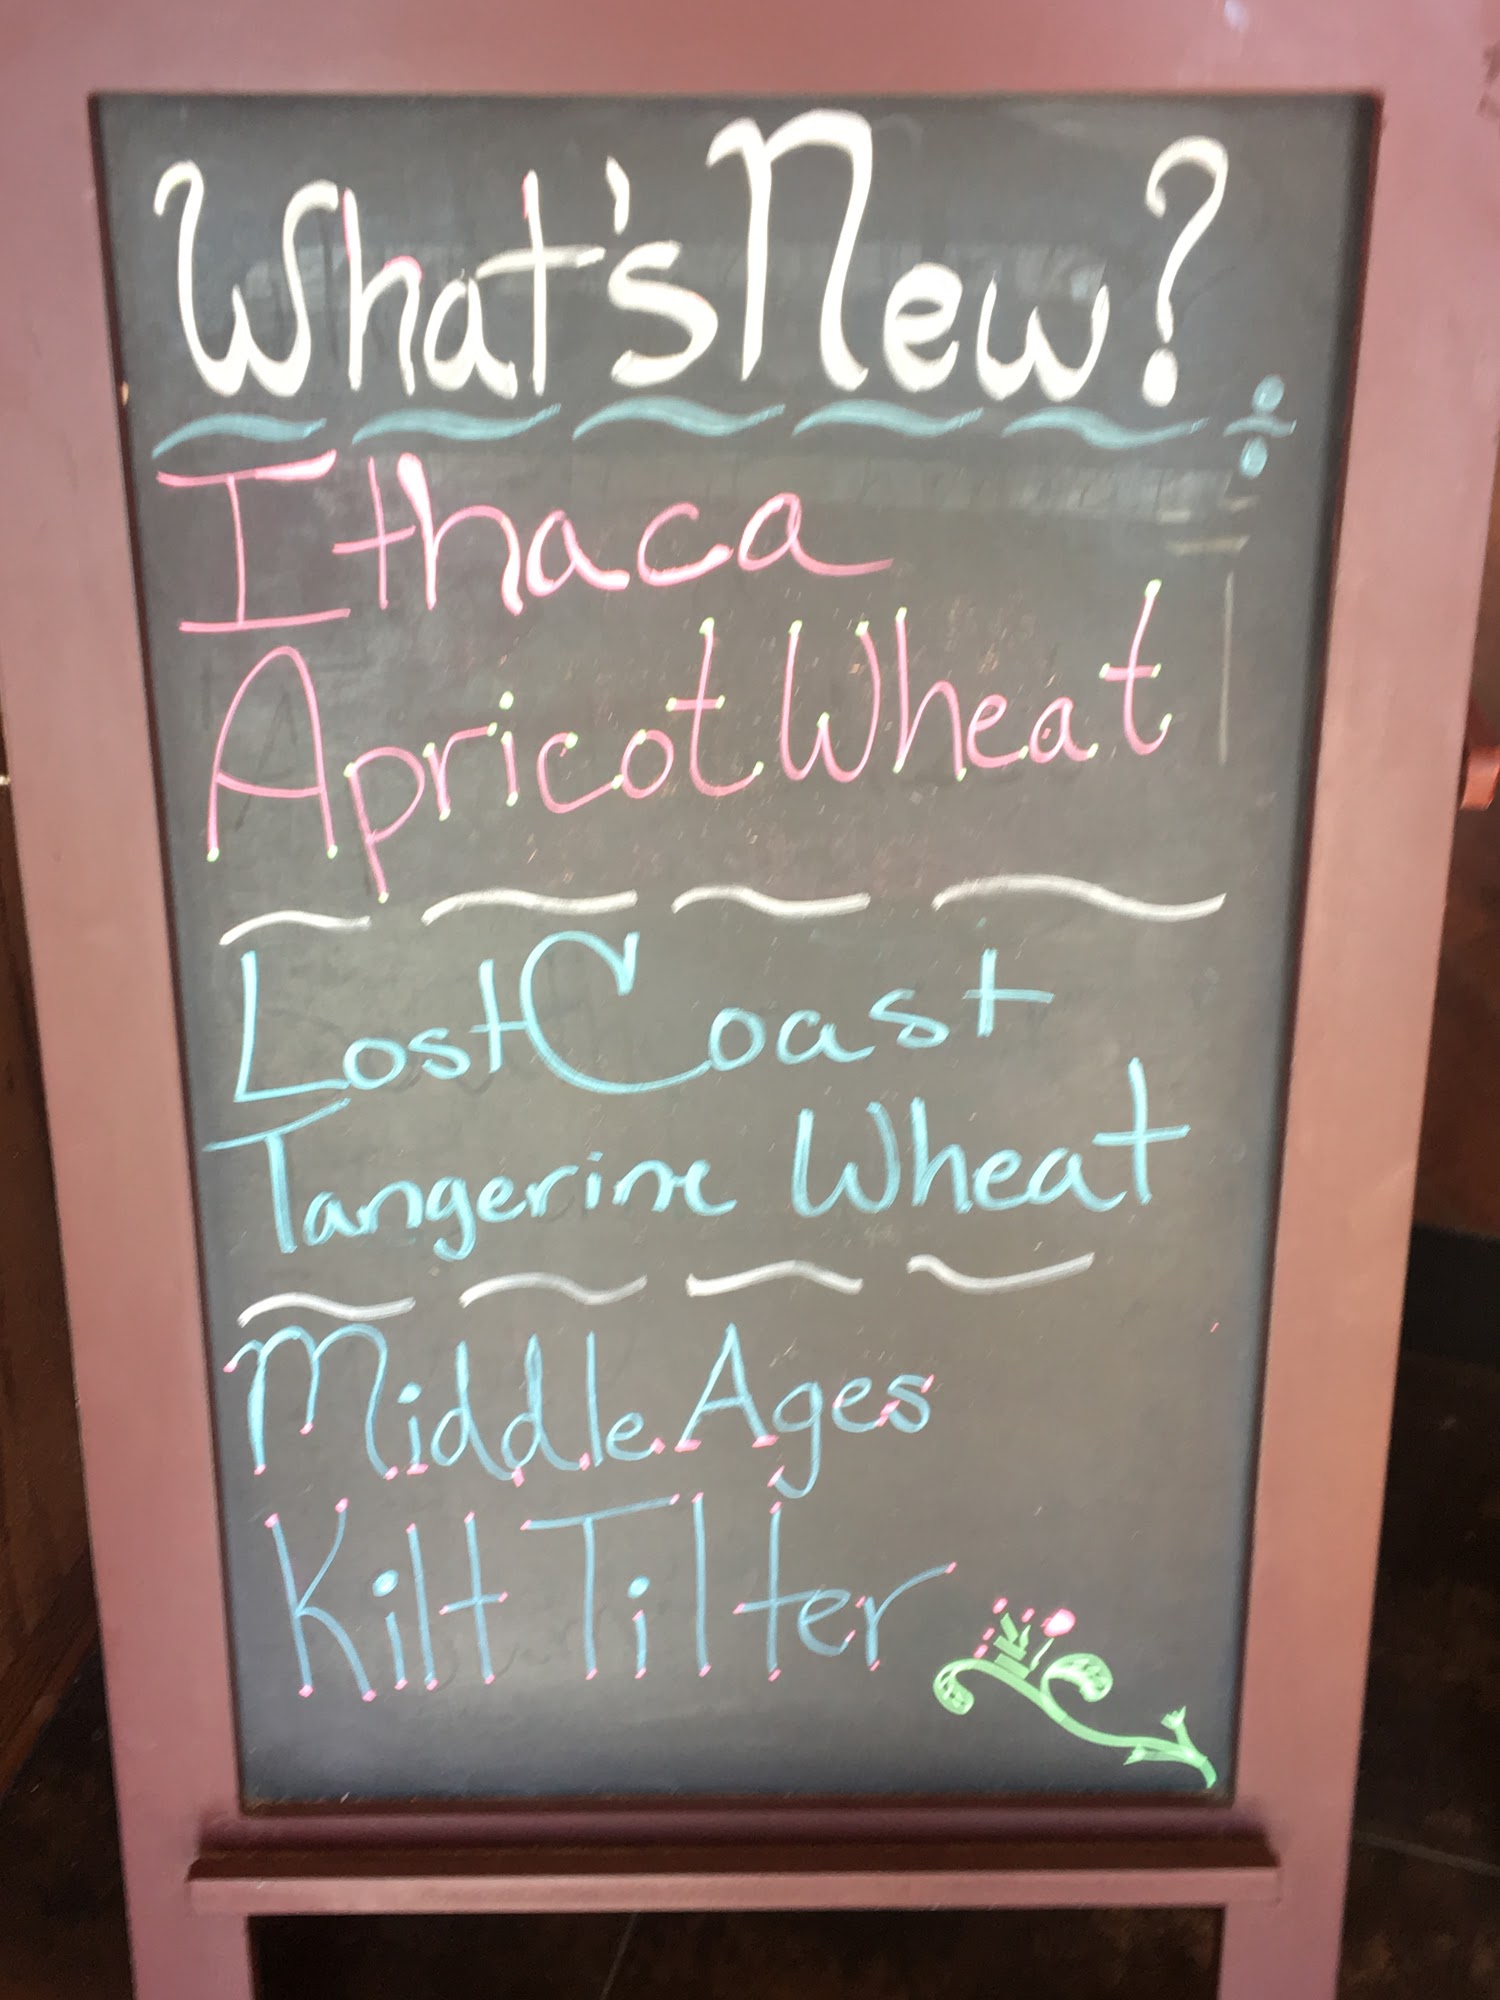 What's New?
Ithaca
Apricot Wheat
Lost Coast
Tangerine Wheat
Middle Ages
Kilt Tilter